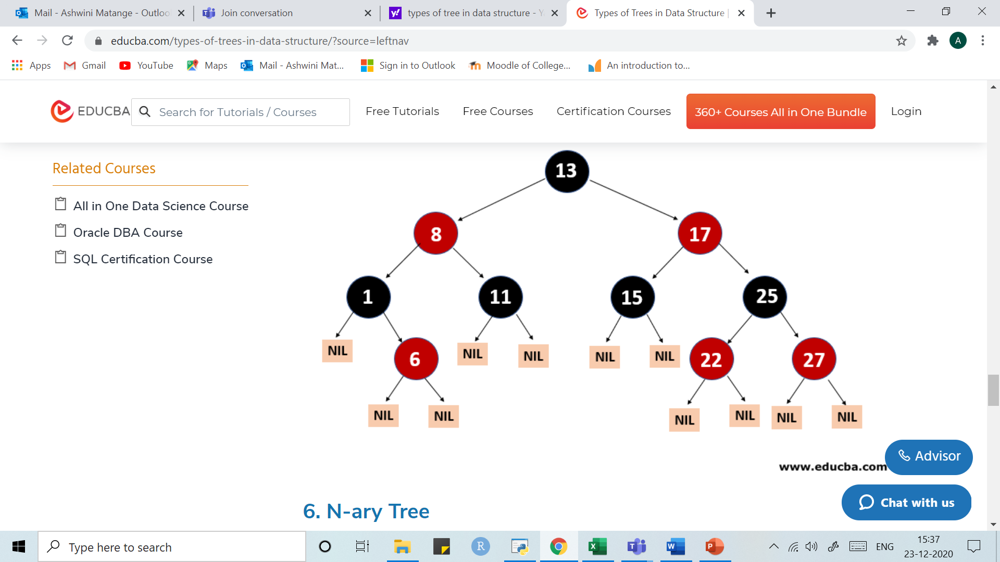 Mail - Ashwini Matange - Outloo
Join conversation
types of tree in data structure - Y
Types of Trees in Data Structure |
educba.com/types-of-trees-in-data-structure/?source=leftnav
A
Apps
Gmail
YouTube
Maps
Mail - Ashwini Mat...
Sign in to Outlook
Moodle of College...
An introduction to...
EDUCBA
Search for Tutorials / Courses
Free Tutorials
Free Courses
Certification Courses
360+ Courses All in One Bundle
Login
Related Courses
All in One Data Science Course
Oracle DBA Course
SQL Certification Course
13
8
17
1
11
15
25
NIL
6
NIL
NIL
NIL
NIL
22
27
NIL
NIL
NIL
NIL
NIL
NIL
www.educba.com
Advisor
Chat with us
6. N-ary Tree
Type here to search
ENG
15:37
23-12-2020